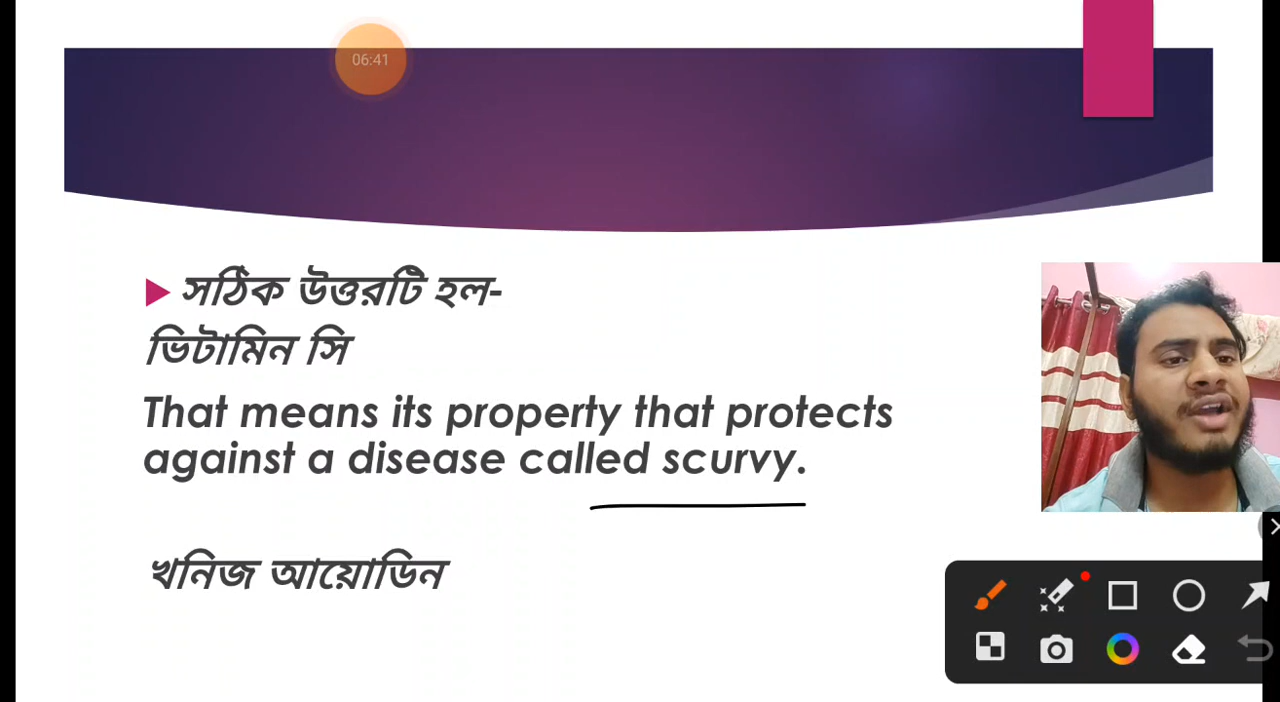 06:41
সঠিক উত্তরটি হল-
ভিটামিন সি
That means its property that protects
against a disease called scurvy.
খনিজ আয়োডিন